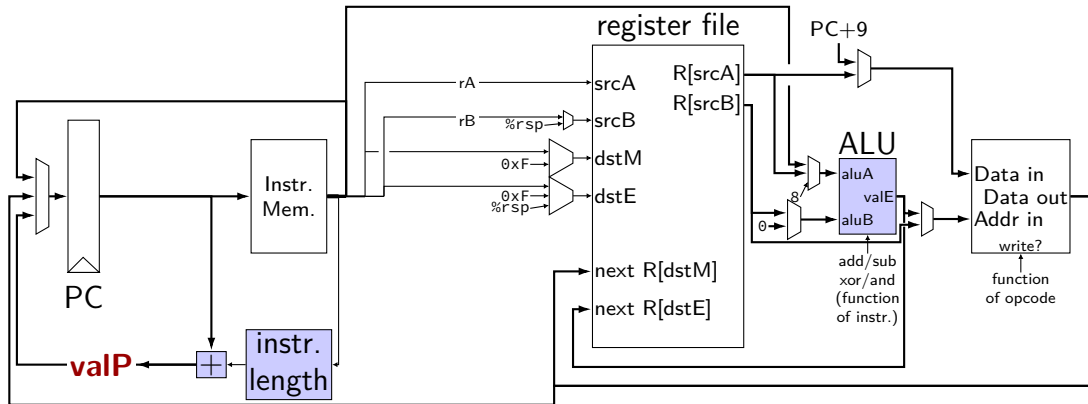 register file
PC+9
R[srcA]
rA
srcA
R[srcB]
rB
%rsp
srcB
ALU
0xF
dstM
aluA
Instr.
Mem.
Data in
0xF
dstE
8
valE
Data out
%rsp
0
aluB
Addr in
write?
add/sub
xor/and
(function
of instr.)
function
of opcode
next R[dstM]
PC
next R[dstE]
valP
+
instr.
length